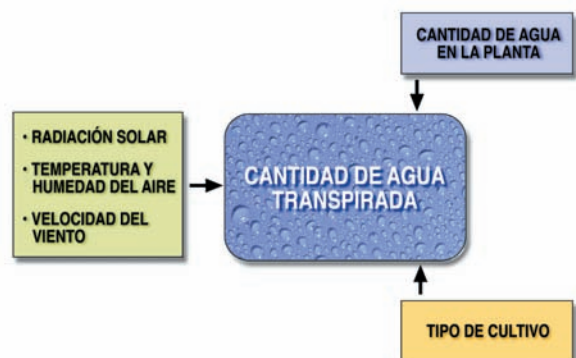 CANTIDAD DE AGUA
EN LA PLANTA
• RADIACIÓN SOLAR
• TEMPERATURA Y
HUMEDAD DEL AIRE
• VELOCIDAD DEL
VIENTO
CANTIDAD DE AGUA
TRANSPIRADA
TIPO DE CULTIVO